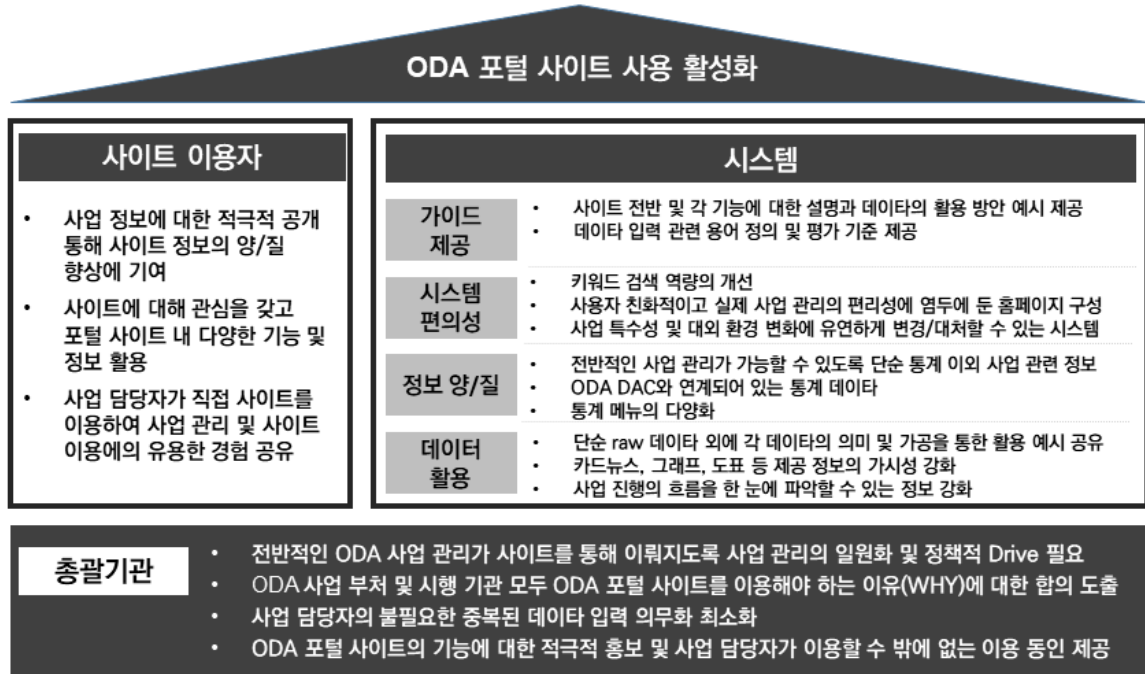 ODA 포털 사이트 사용 활성화
사이트 이용자
• 사업 정보에 대한 적극적 공개
통해 사이트 정보의 양/질
향상에 기여
• 사이트에 대해 관심을 갖고
포털 사이트 내 다양한 기능 및
정보 활용
• 사업 담당자가 직접 사이트를
이용하여 사업 관리 및 사이트
이용에의 유용한 경험 공유
시스템
가이드
제공
• 사이트 전반 및 각 기능에 대한 설명과 데이타의 활용 방안 예시 제공
• 데이타 입력 관련 용어 정의 및 평가 기준 제공
시스템
편의성
• 키워드 검색 역량의 개선
• 사용자 친화적이고 실제 사업 관리의 편리성에 염두에 둔 홈페이지 구성
• 사업 특수성 및 대외 환경 변화에 유연하게 변경/대처할 수 있는 시스템
정보 양/질
• 전반적인 사업 관리가 가능할 수 있도록 단순 통계 이외 사업 관련 정보
• ODA DAC와 연계되어 있는 통계 데이타
• 통계 메뉴의 다양화
데이터
활용
• 단순 raw 데이타 외에 각 데이타의 의미 및 가공을 통한 활용 예시 공유
• 카드뉴스, 그래프, 도표 등 제공 정보의 가시성 강화
• 사업 진행의 흐름을 한 눈에 파악할 수 있는 정보 강화
총괄기관
• 전반적인 ODA 사업 관리가 사이트를 통해 이뤄지도록 사업 관리의 일원화 및 정책적 Drive 필요
• ODA 사업 부처 및 시행 기관 모두 ODA 포털 사이트를 이용해야 하는 이유(WHY)에 대한 합의 도출
• 사업 담당자의 불필요한 중복된 데이타 입력 의무화 최소화
• ODA 포털 사이트의 기능에 대한 적극적 홍보 및 사업 담당자가 이용할 수 밖에 없는 이용 동인 제공